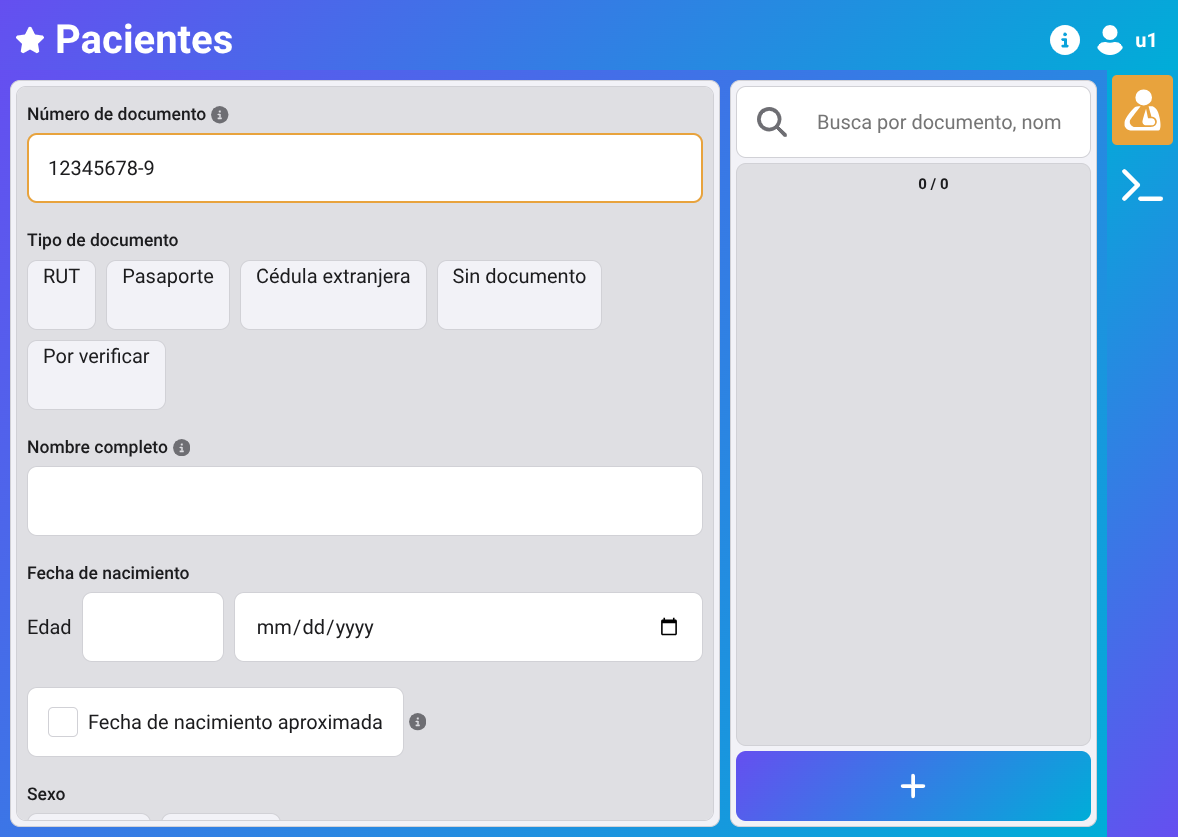 Pacientes
u1
Número de documento
12345678-9
Tipo de documento
RUT
Pasaporte
Cédula extranjera
Sin documento
Por verificar
Nombre completo
Fecha de nacimiento
Edad
mm/dd/yyyy
Fecha de nacimiento aproximada
Sexo
Busca por documento, nom
0 / 0